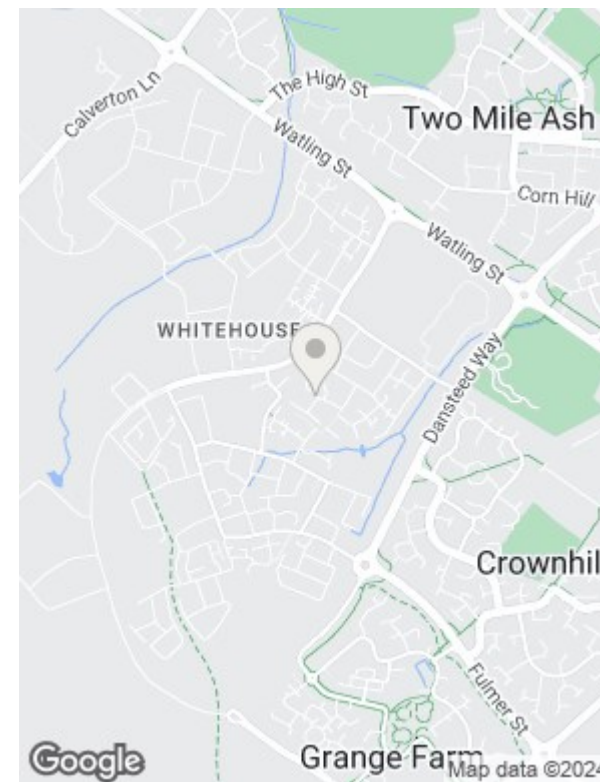 Calverton Ln
The High St
Two Mile Ash
Watling St
Corn Hill
Watling St
WHITEHOUSE
Dansteed Way
Crownhil
Fulmer St
Grange Farm
Google
Map data ©2024